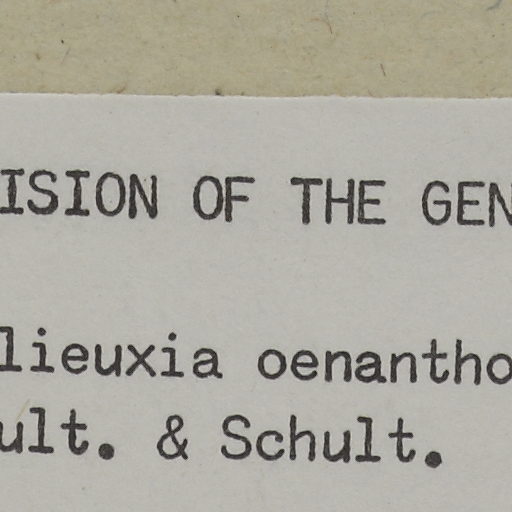 ISION OF THE GEN
lieuxia oenantho
ult. & Schult.